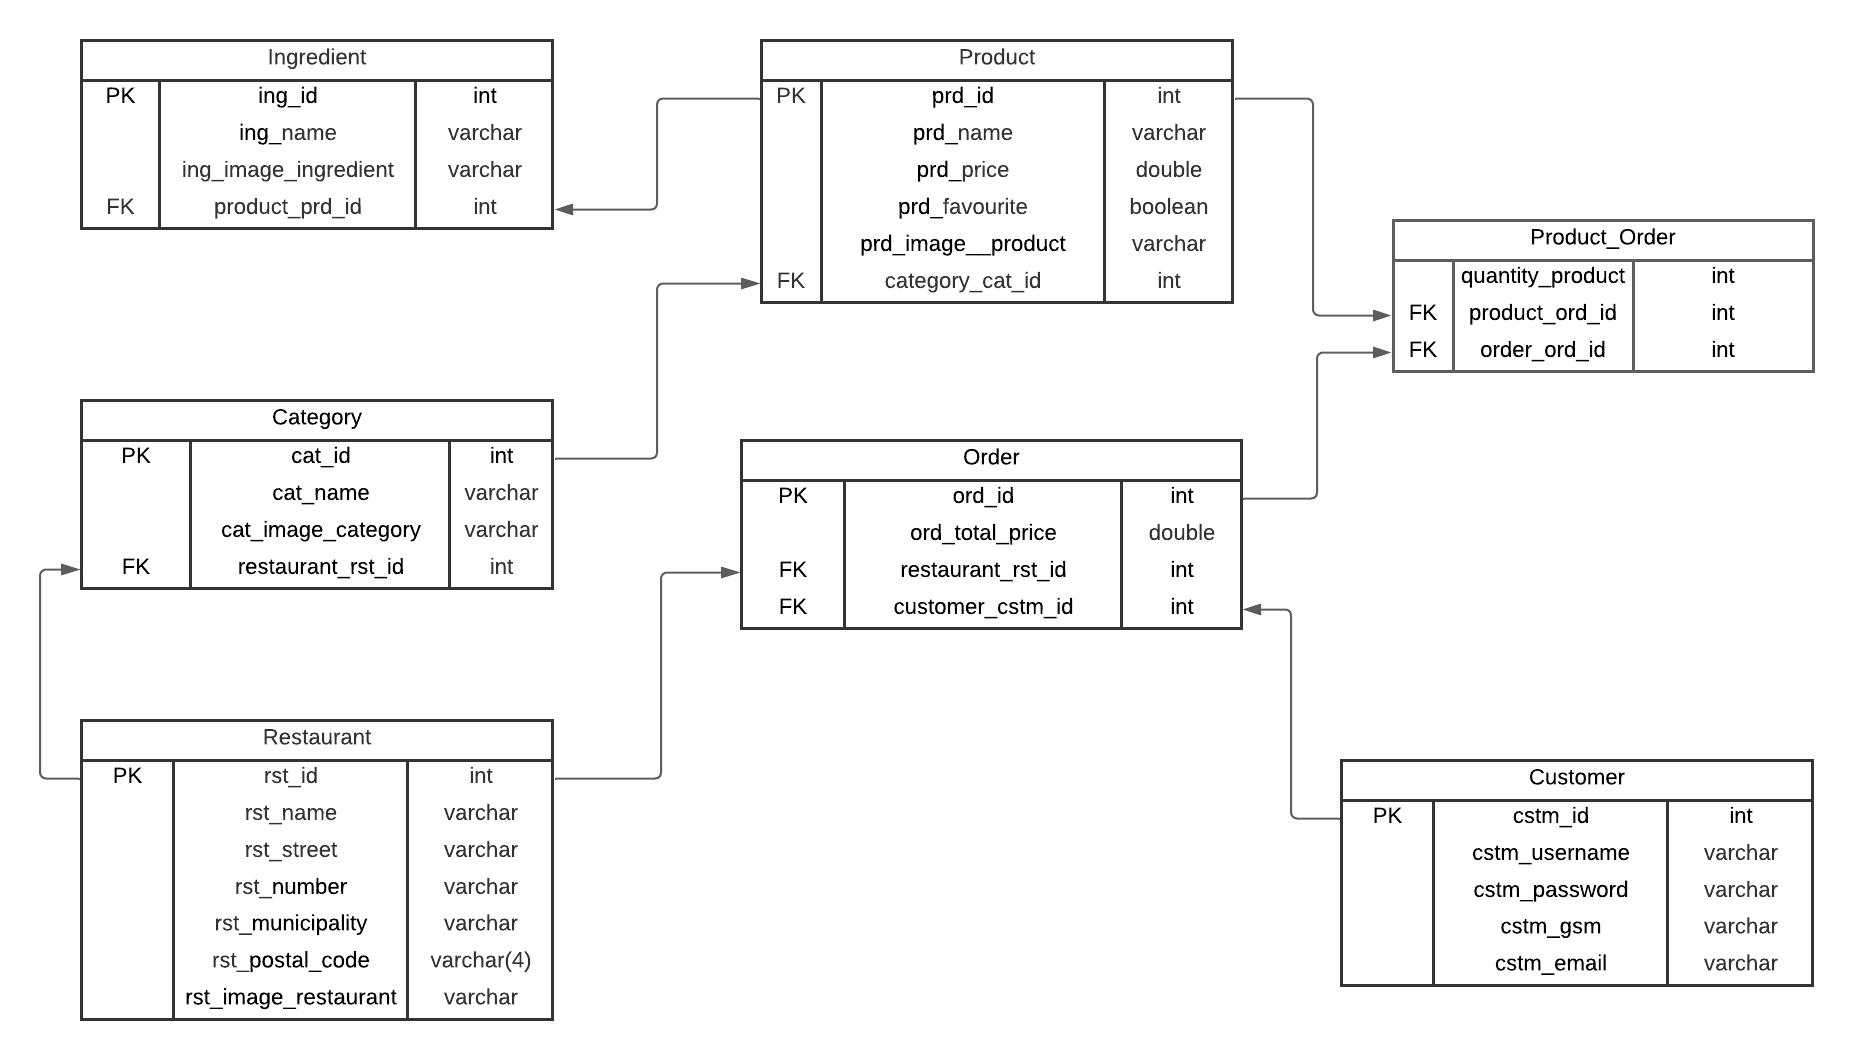 Ingredient
PK ing_id int
ing_name varchar
ing_image_ingredient varchar
FK product_prd_id int
Product
PK prd_id int
prd_name varchar
prd_price double
prd_favourite boolean
prd_image__product varchar
FK category_cat_id int
Product_Order
quantity_product int
FK product_ord_id int
FK order_ord_id int
Category
PK cat_id int
cat_name varchar
cat_image_category varchar
FK restaurant_rst_id int
Order
PK ord_id int
ord_total_price double
FK restaurant_rst_id int
FK customer_cstm_id int
Restaurant
PK rst_id int
rst_name varchar
rst_street varchar
rst_number varchar
rst_municipality varchar
rst_postal_code varchar(4)
rst_image_restaurant varchar
Customer
PK cstm_id int
cstm_username varchar
cstm_password varchar
cstm_gsm varchar
cstm_email varchar